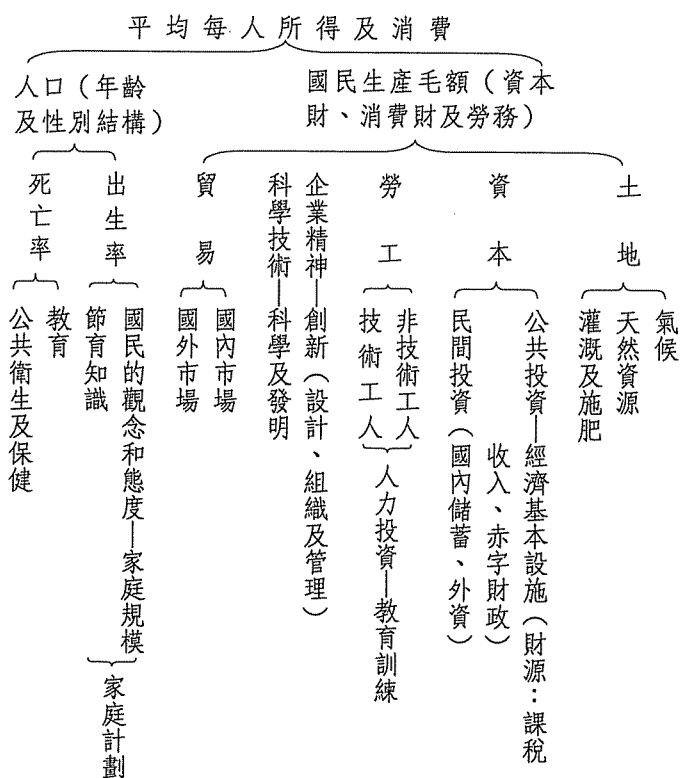 平均每人所得及消費
國民生產毛額（資本
財、消費財及勞務）
人口（年齡
及性別結構）
土地
氣候
天然資源
灌溉及施肥
資本
公共投資—經濟基本設施（財源：課稅
收入、赤字財政）
民間投資（國內儲蓄、外資）
勞工
非技術工人
技術工人
人力投資—教育訓練
企業精神—創新（設計、組織及管理）
科學技術—科學及發明
貿易
國內市場
國外市場
出生率
國民的觀念和態度—家庭規模
節育知識
家庭計劃
死亡率
教育
公共衛生及保健